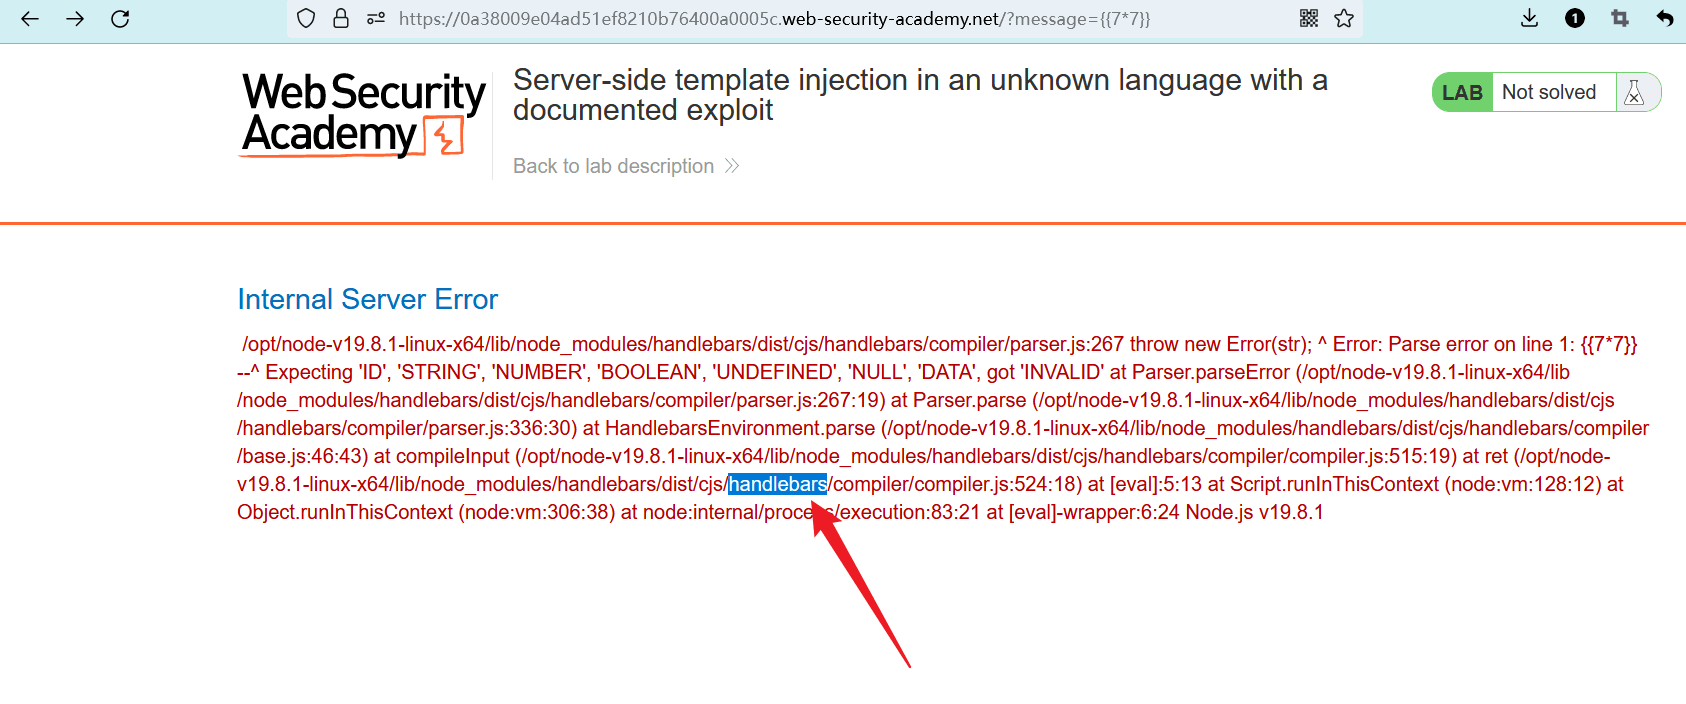 https://0a38009e04ad51ef8210b76400a0005c.web-security-academy.net/?message={{7*7}}
1
Web Security
Academy
Server-side template injection in an unknown language with a
documented exploit
LAB
Not solved
Back to lab description
Internal Server Error
/opt/node-v19.8.1-linux-x64/lib/node_modules/handlebars/dist/cjs/handlebars/compiler/parser.js:267 throw new Error(str); ^ Error: Parse error on line 1: {{7*7}}
--^ Expecting 'ID', 'STRING', 'NUMBER', 'BOOLEAN', 'UNDEFINED', 'NULL', 'DATA', got 'INVALID' at Parser.parseError (/opt/node-v19.8.1-linux-x64/lib
/node_modules/handlebars/dist/cjs/handlebars/compiler/parser.js:267:19) at Parser.parse (/opt/node-v19.8.1-linux-x64/lib/node_modules/handlebars/dist/cjs
/handlebars/compiler/parser.js:336:30) at HandlebarsEnvironment.parse (/opt/node-v19.8.1-linux-x64/lib/node_modules/handlebars/dist/cjs/handlebars/compiler
/base.js:46:43) at compileInput (/opt/node-v19.8.1-linux-x64/lib/node_modules/handlebars/dist/cjs/handlebars/compiler/compiler.js:515:19) at ret (/opt/node-
v19.8.1-linux-x64/lib/node_modules/handlebars/dist/cjs/handlebars/compiler/compiler.js:524:18) at [eval]:5:13 at Script.runInThisContext (node:vm:128:12) at
Object.runInThisContext (node:vm:306:38) at node:internal/process/execution:83:21 at [eval]-wrapper:6:24 Node.js v19.8.1